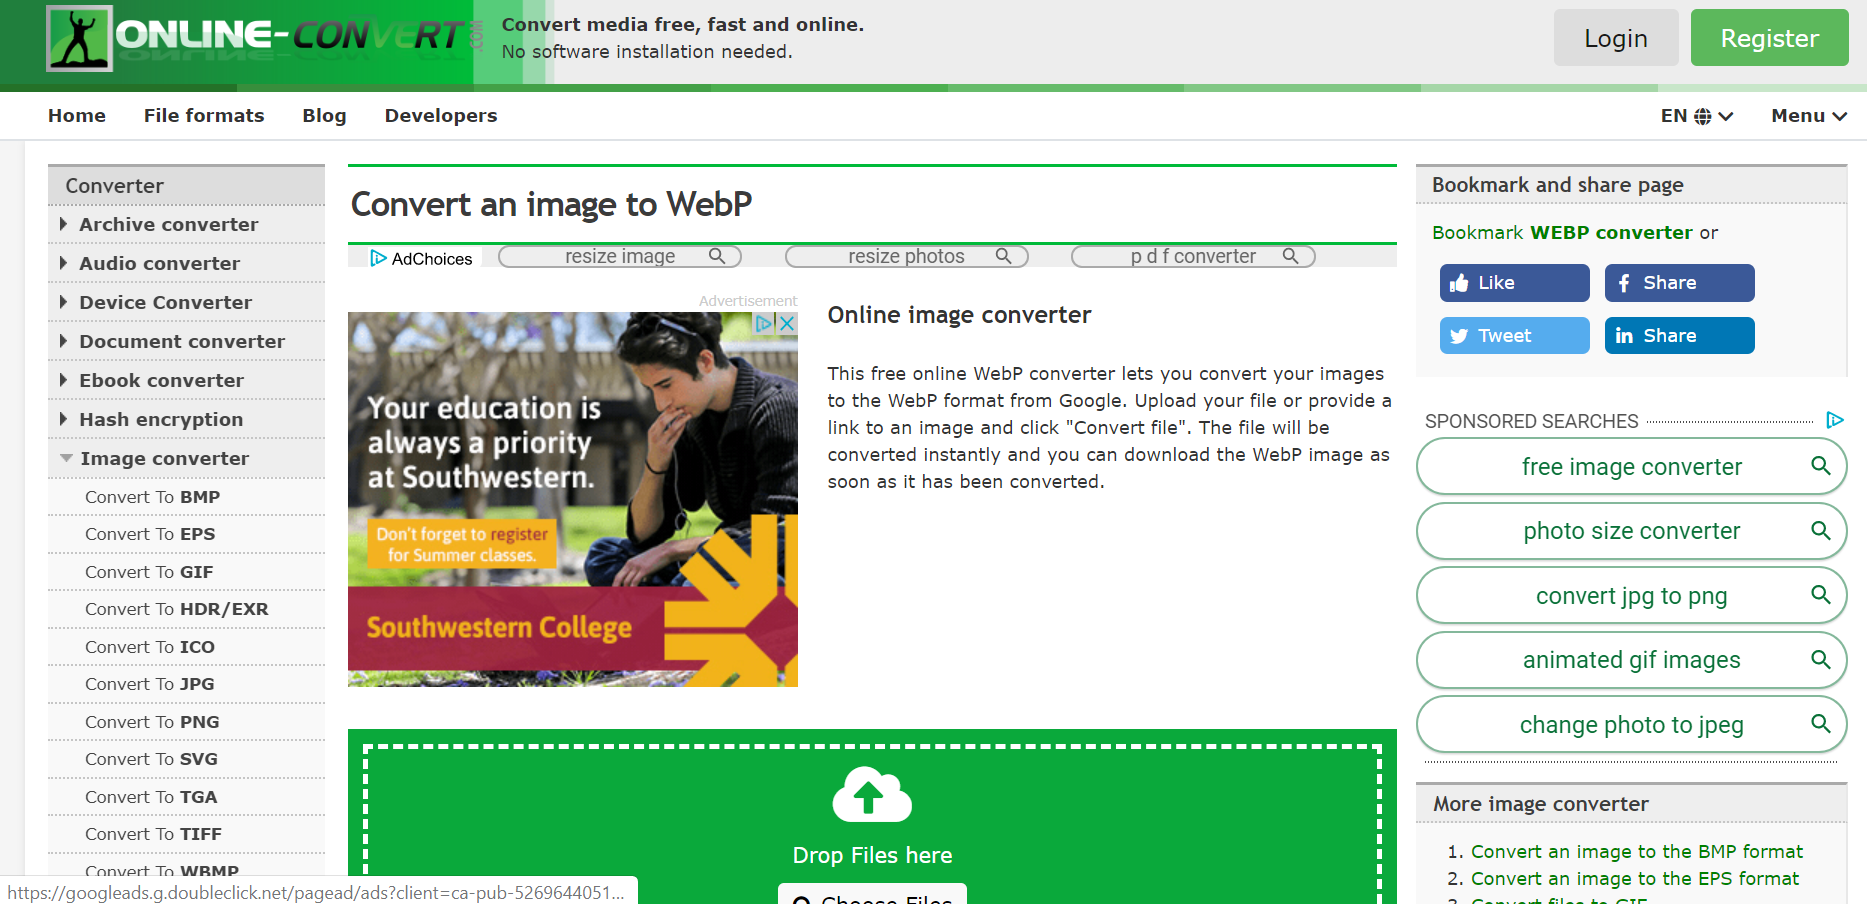 ONLINE-CONVERT.COM
Convert media free, fast and online.
No software installation needed.
Login
Register
Home
File formats
Blog
Developers
EN
Menu
Converter
Archive converter
Audio converter
Device Converter
Document converter
Ebook converter
Hash encryption
Image converter
Convert To BMP
Convert To EPS
Convert To GIF
Convert To HDR/EXR
Convert To ICO
Convert To JPG
Convert To PNG
Convert To SVG
Convert To TGA
Convert To TIFF
Convert To WBMP
Convert an image to WebP
AdChoices
resize image
resize photos
p d f converter
Advertisement
Your education is
always a priority
at Southwestern.
Don't forget to register
for Summer classes.
Southwestern College
Online image converter
This free online WebP converter lets you convert your images
to the WebP format from Google. Upload your file or provide a
link to an image and click "Convert file". The file will be
converted instantly and you can download the WebP image as
soon as it has been converted.
Drop Files here
Choose Files
Bookmark and share page
Bookmark WEBP converter or
Like
Share
Tweet
Share
SPONSORED SEARCHES
free image converter
photo size converter
convert jpg to png
animated gif images
change photo to jpeg
More image converter
1. Convert an image to the BMP format
2. Convert an image to the EPS format
3. Convert files to GIF
https://googleads.g.doubleclick.net/pagead/ads?client=ca-pub-5269644051...